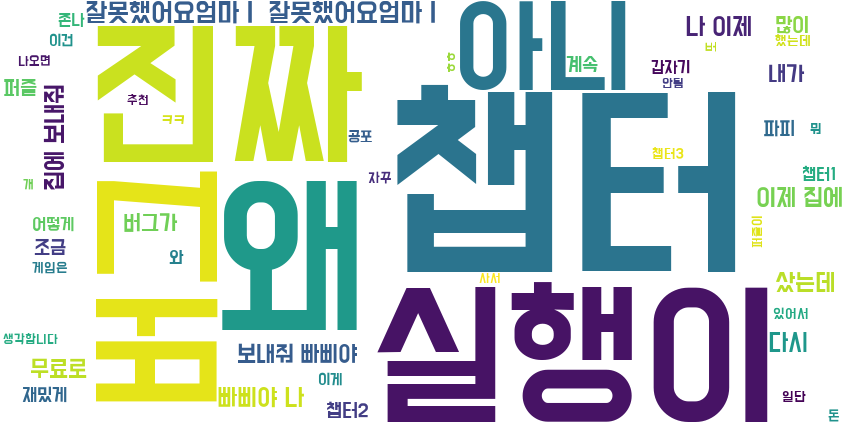 잘못했어요엄마ㅣ 잘못했어요엄마ㅣ
존나
이건
나오면
퍼즐
추천
ㅋㅋ
진짜
아니
계속
갑자기
안됨
나 이제
버
많이
했는데
내가
집에 보내줘
공포
챕터
챕터3
파피
뭐
챕터1
이제 집에
퍼즐이
개
자꾸
어떻게
버그가
조금
와
게임은
너무
왜
사서
샀는데
있어서
다시
실행이
생각합니다
무료로
재밌게
보내줘 빠삐야
빠삐야 나
이게
챕터2
일단
돈